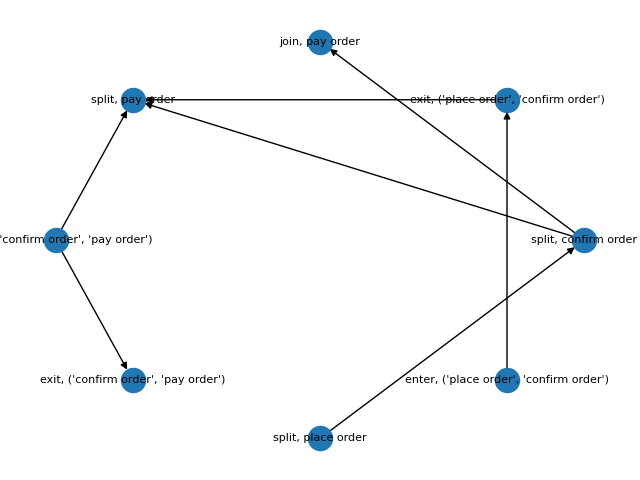 join, pay order
split, pay order
exit, ('place order', 'confirm order')
'confirm order', 'pay order')
split, confirm order
exit, ('confirm order', 'pay order')
enter, ('place order', 'confirm order')
split, place order